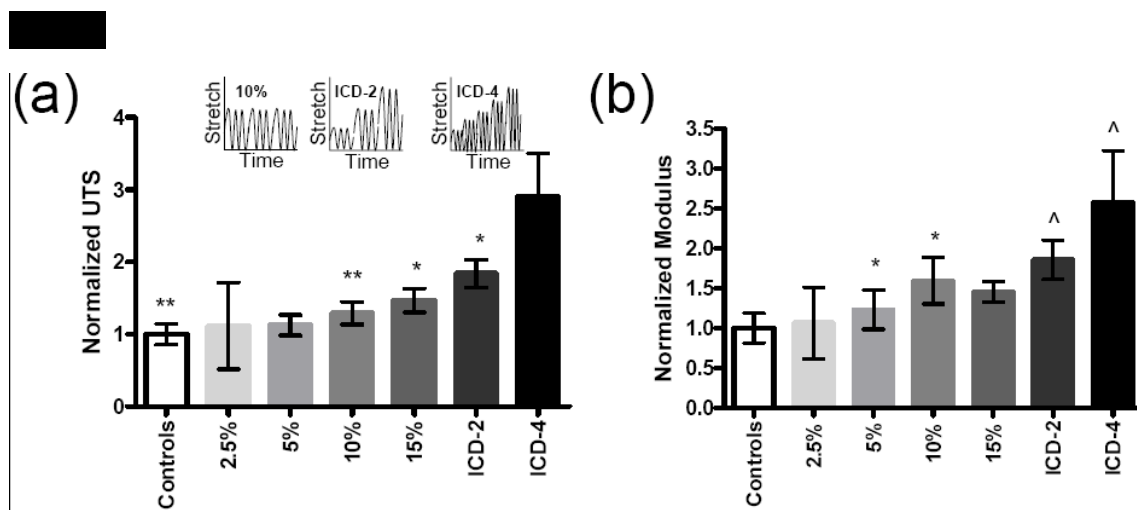 (a)
Stretch
10%
Time
Stretch
ICD-2
Time
Stretch
ICD-4
Time
Normalized UTS
4
3
2
1
0
**
**
*
*
Controls
2.5%
5%
10%
15%
ICD-2
ICD-4
(b)
Normalized Modulus
3.5
3.0
2.5
2.0
1.5
1.0
0.5
0.0
*
*
^
^
Controls
2.5%
5%
10%
15%
ICD-2
ICD-4